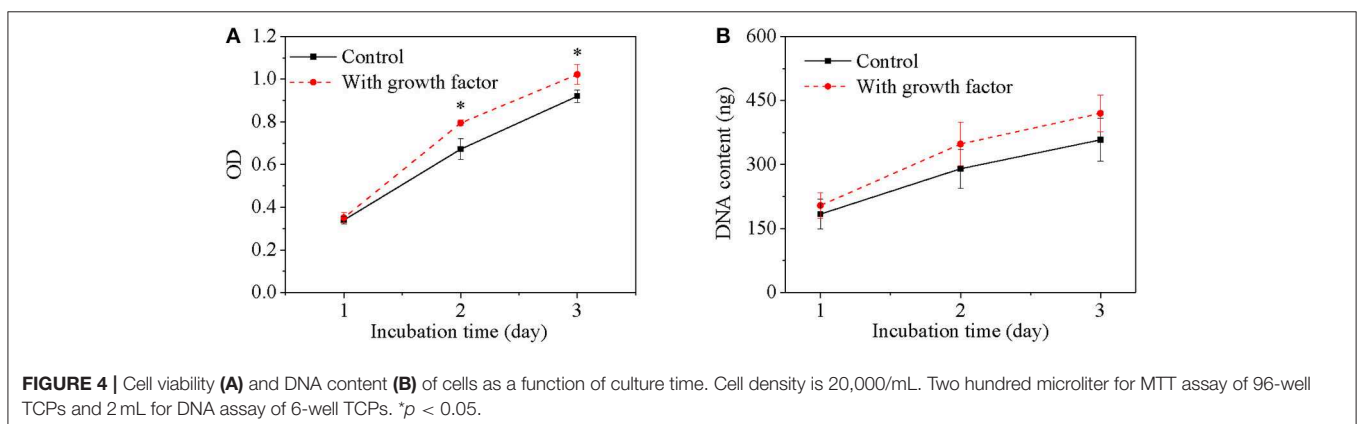 A
1.2
1.0
0.8
0.6
0.4
0.2
0.0
OD
Control
With growth factor
*
*
1 2 3
Incubation time (day)
B
600
450
300
150
0
DNA content (ng)
Control
With growth factor
1 2 3
Incubation time (day)
FIGURE 4 | Cell viability (A) and DNA content (B) of cells as a function of culture time. Cell density is 20,000/mL. Two hundred microliter for MTT assay of 96-well
TCPs and 2 mL for DNA assay of 6-well TCPs. *p < 0.05.